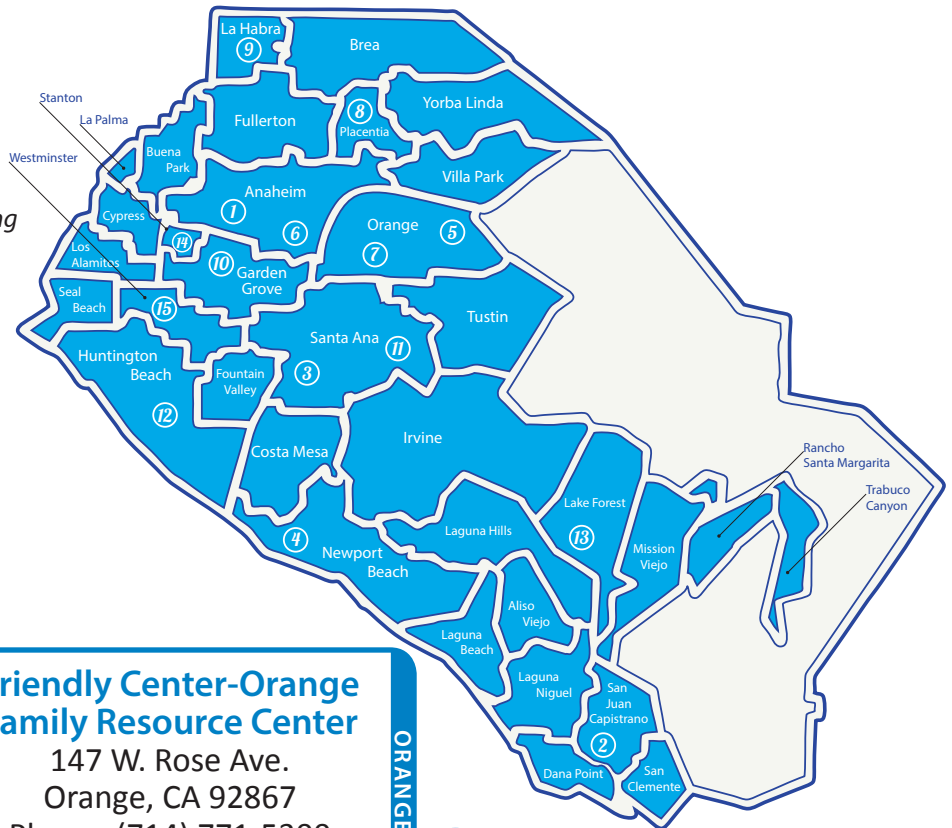 La Habra
9
Brea
Stanton
La Palma
Westminster
Fullerton
8
Placentia
Yorba Linda
Buena
Park
Villa Park
Anaheim
1
6
Cypress
Orange
5
7
14
10
Garden
Grove
Los
Alamitos
Seal
Beach
15
Tustin
Santa Ana
11
3
Huntington
Beach
12
Fountain
Valley
Costa Mesa
Irvine
Rancho
Santa Margarita
Trabuco
Canyon
Lake Forest
13
Laguna Hills
4
Newport
Beach
Mission
Viejo
Aliso
Viejo
Laguna
Beach
Laguna
Niguel
San
Juan
Capistrano
2
Dana Point
San
Clemente
riendly Center-Orange
amily Resource Center
147 W. Rose Ave.
Orange, CA 92867
ORANGE